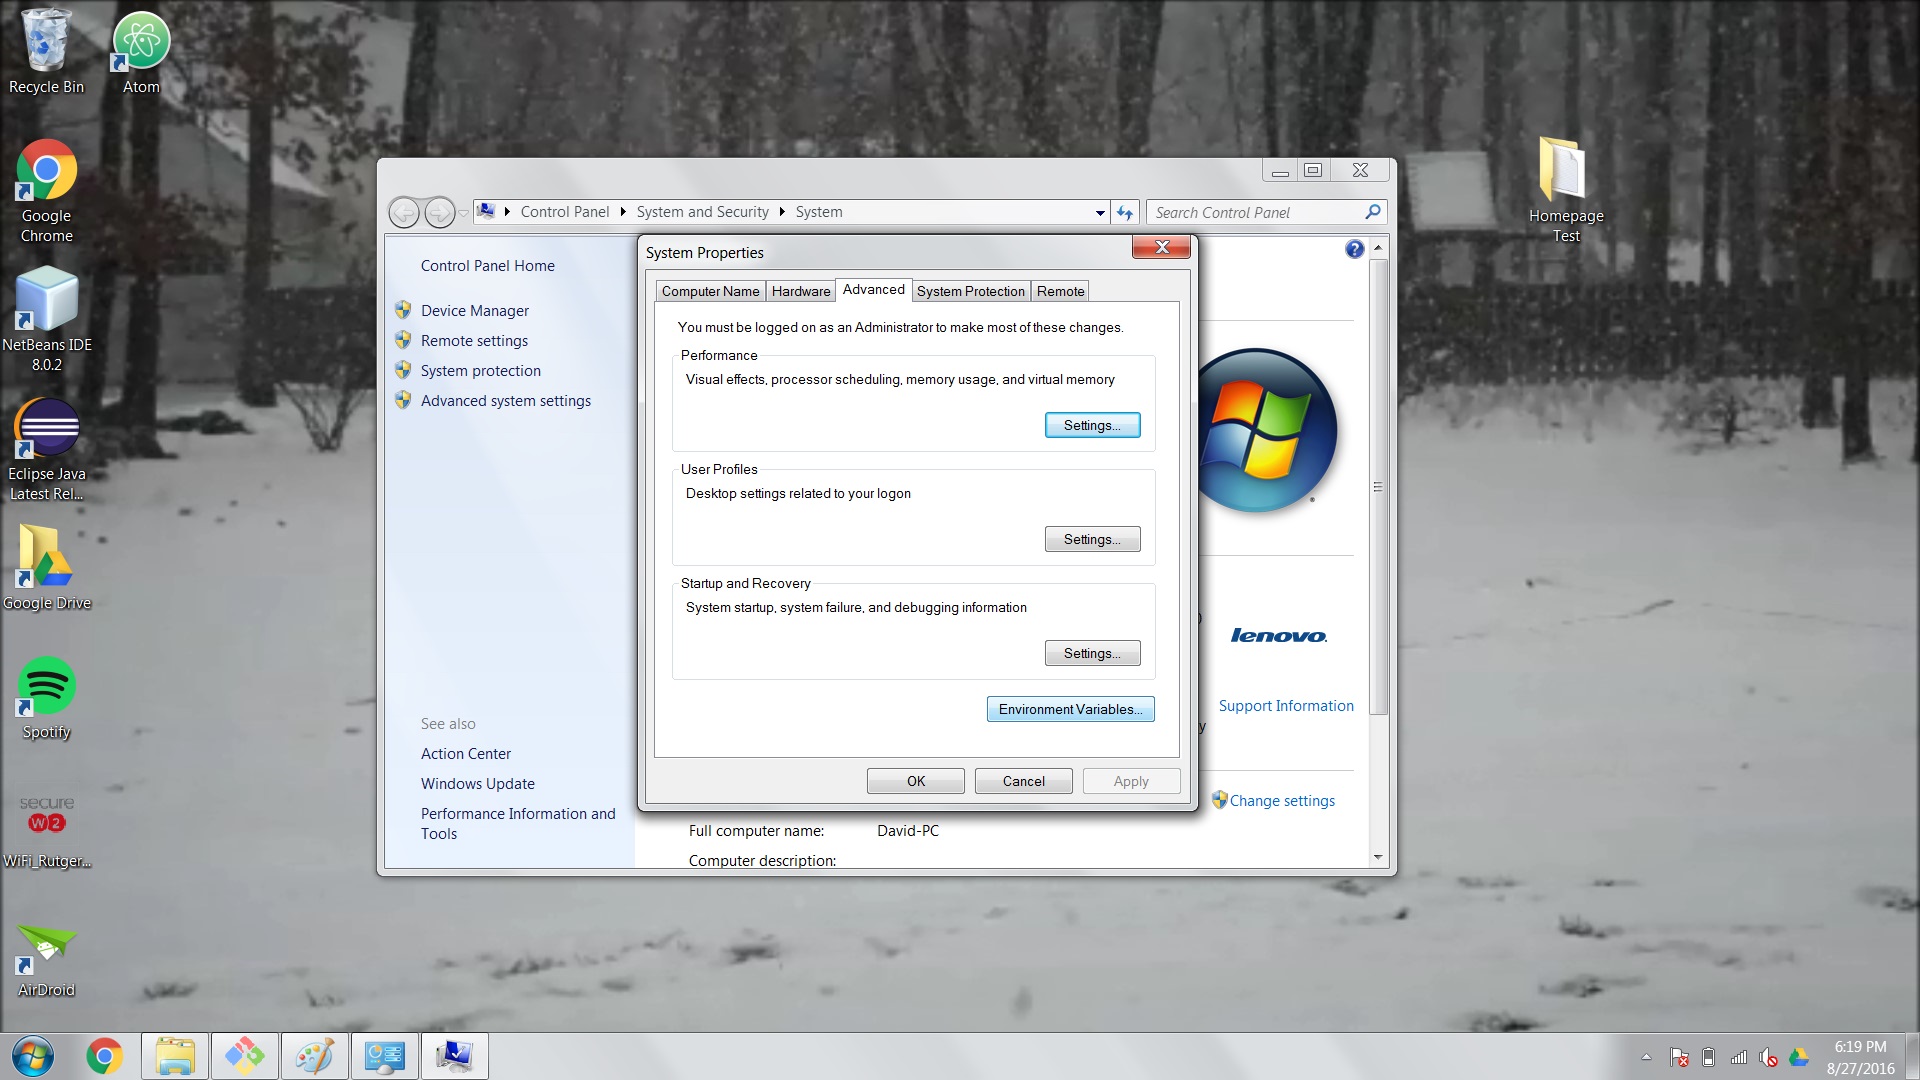 Recycle Bin
Atom
Google
Chrome
NetBeans IDE
8.0.2
Eclipse Java
Latest Rel...
Google Drive
Spotify
secure
W2
WiFi_Rutger...
AirDroid
Homepage
Test
Control Panel
System and Security
System
Search Control Panel
Control Panel Home
Device Manager
Remote settings
System protection
Advanced system settings
See also
Action Center
Windows Update
Performance Information and
Tools
System Properties
Computer Name
Hardware
Advanced
System Protection
Remote
You must be logged on as an Administrator to make most of these changes.
Performance
Visual effects, processor scheduling, memory usage, and virtual memory
Settings...
User Profiles
Desktop settings related to your logon
Settings...
Startup and Recovery
System startup, system failure, and debugging information
Settings...
Environment Variables...
OK
Cancel
Apply
lenovo
Support Information
Change settings
Full computer name:
David-PC
Computer description:
6:19 PM
8/27/2016